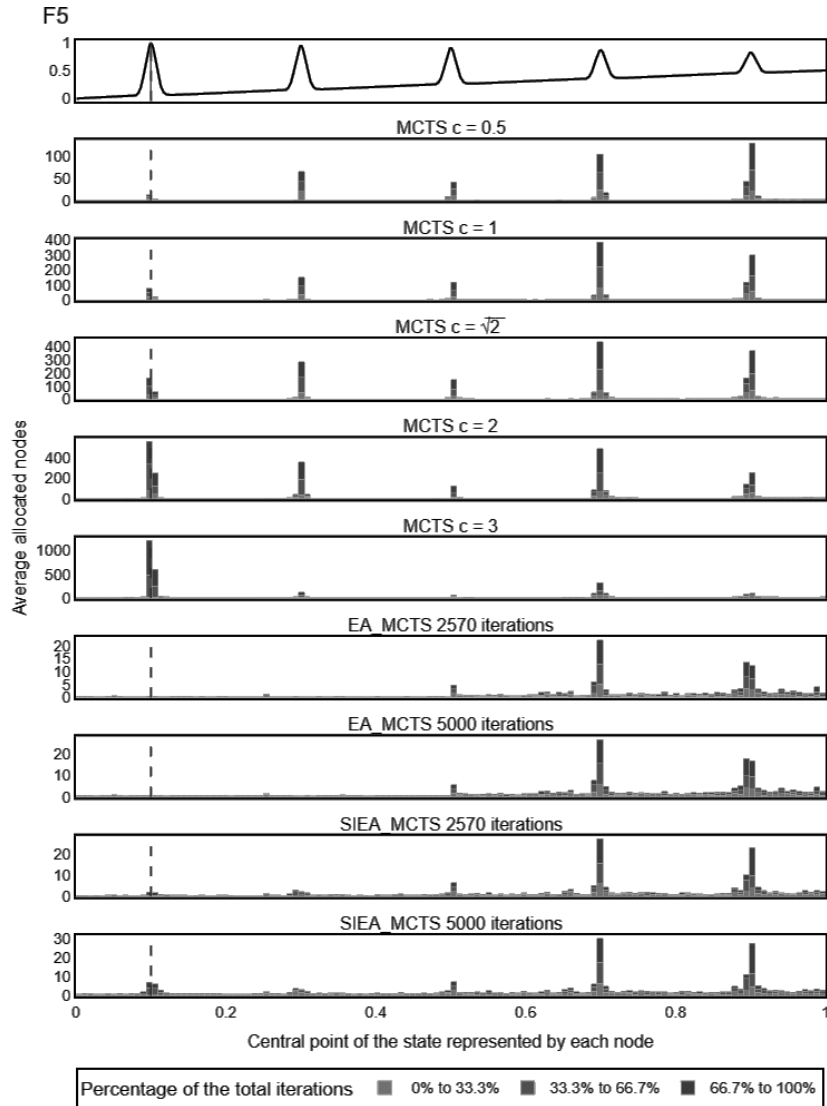 F5
1
0.5
0
MCTS c = 0.5
100
50
0
MCTS c = 1
400
300
200
100
0
MCTS c = √2
400
300
200
100
0
MCTS c = 2
400
200
0
MCTS c = 3
1000
500
0
EA_MCTS 2570 iterations
20
15
10
5
0
EA_MCTS 5000 iterations
20
10
0
SIEA_MCTS 2570 iterations
20
10
0
SIEA_MCTS 5000 iterations
30
20
10
0
0 0.2 0.4 0.6 0.8 1
Average allocated nodes
Central point of the state represented by each node
Percentage of the total iterations 0% to 33.3% 33.3% to 66.7% 66.7% to 100%